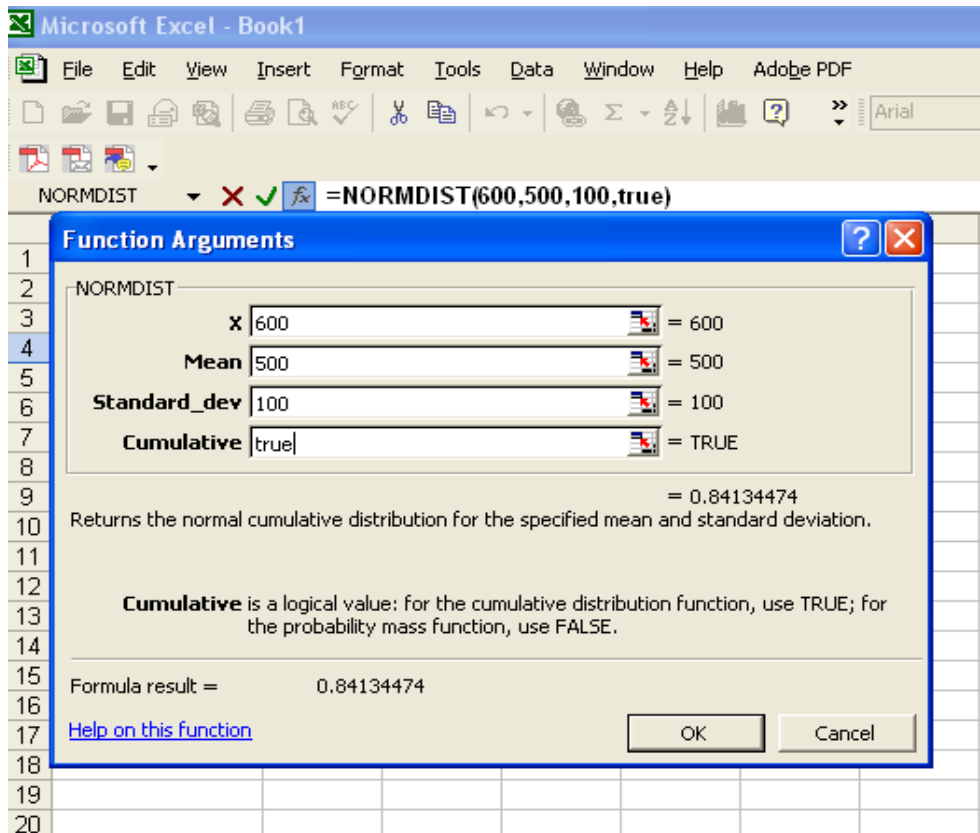 Microsoft Excel - Book1
File Edit View Insert Format Tools Data Window Help Adobe PDF
ABC Σ A Z ? » Arial
NORMDIST fx =NORMDIST(600,500,100,true)
Function Arguments ?
1
2 NORMDIST
3 X 600 = 600
4 Mean 500 = 500
5
6 Standard_dev 100 = 100
7 Cumulative true = TRUE
8
9 = 0.84134474
10 Returns the normal cumulative distribution for the specified mean and standard deviation.
11
12
13 Cumulative is a logical value: for the cumulative distribution function, use TRUE; for
14 the probability mass function, use FALSE.
15 Formula result = 0.84134474
16
17 Help on this function OK Cancel
18
19
20